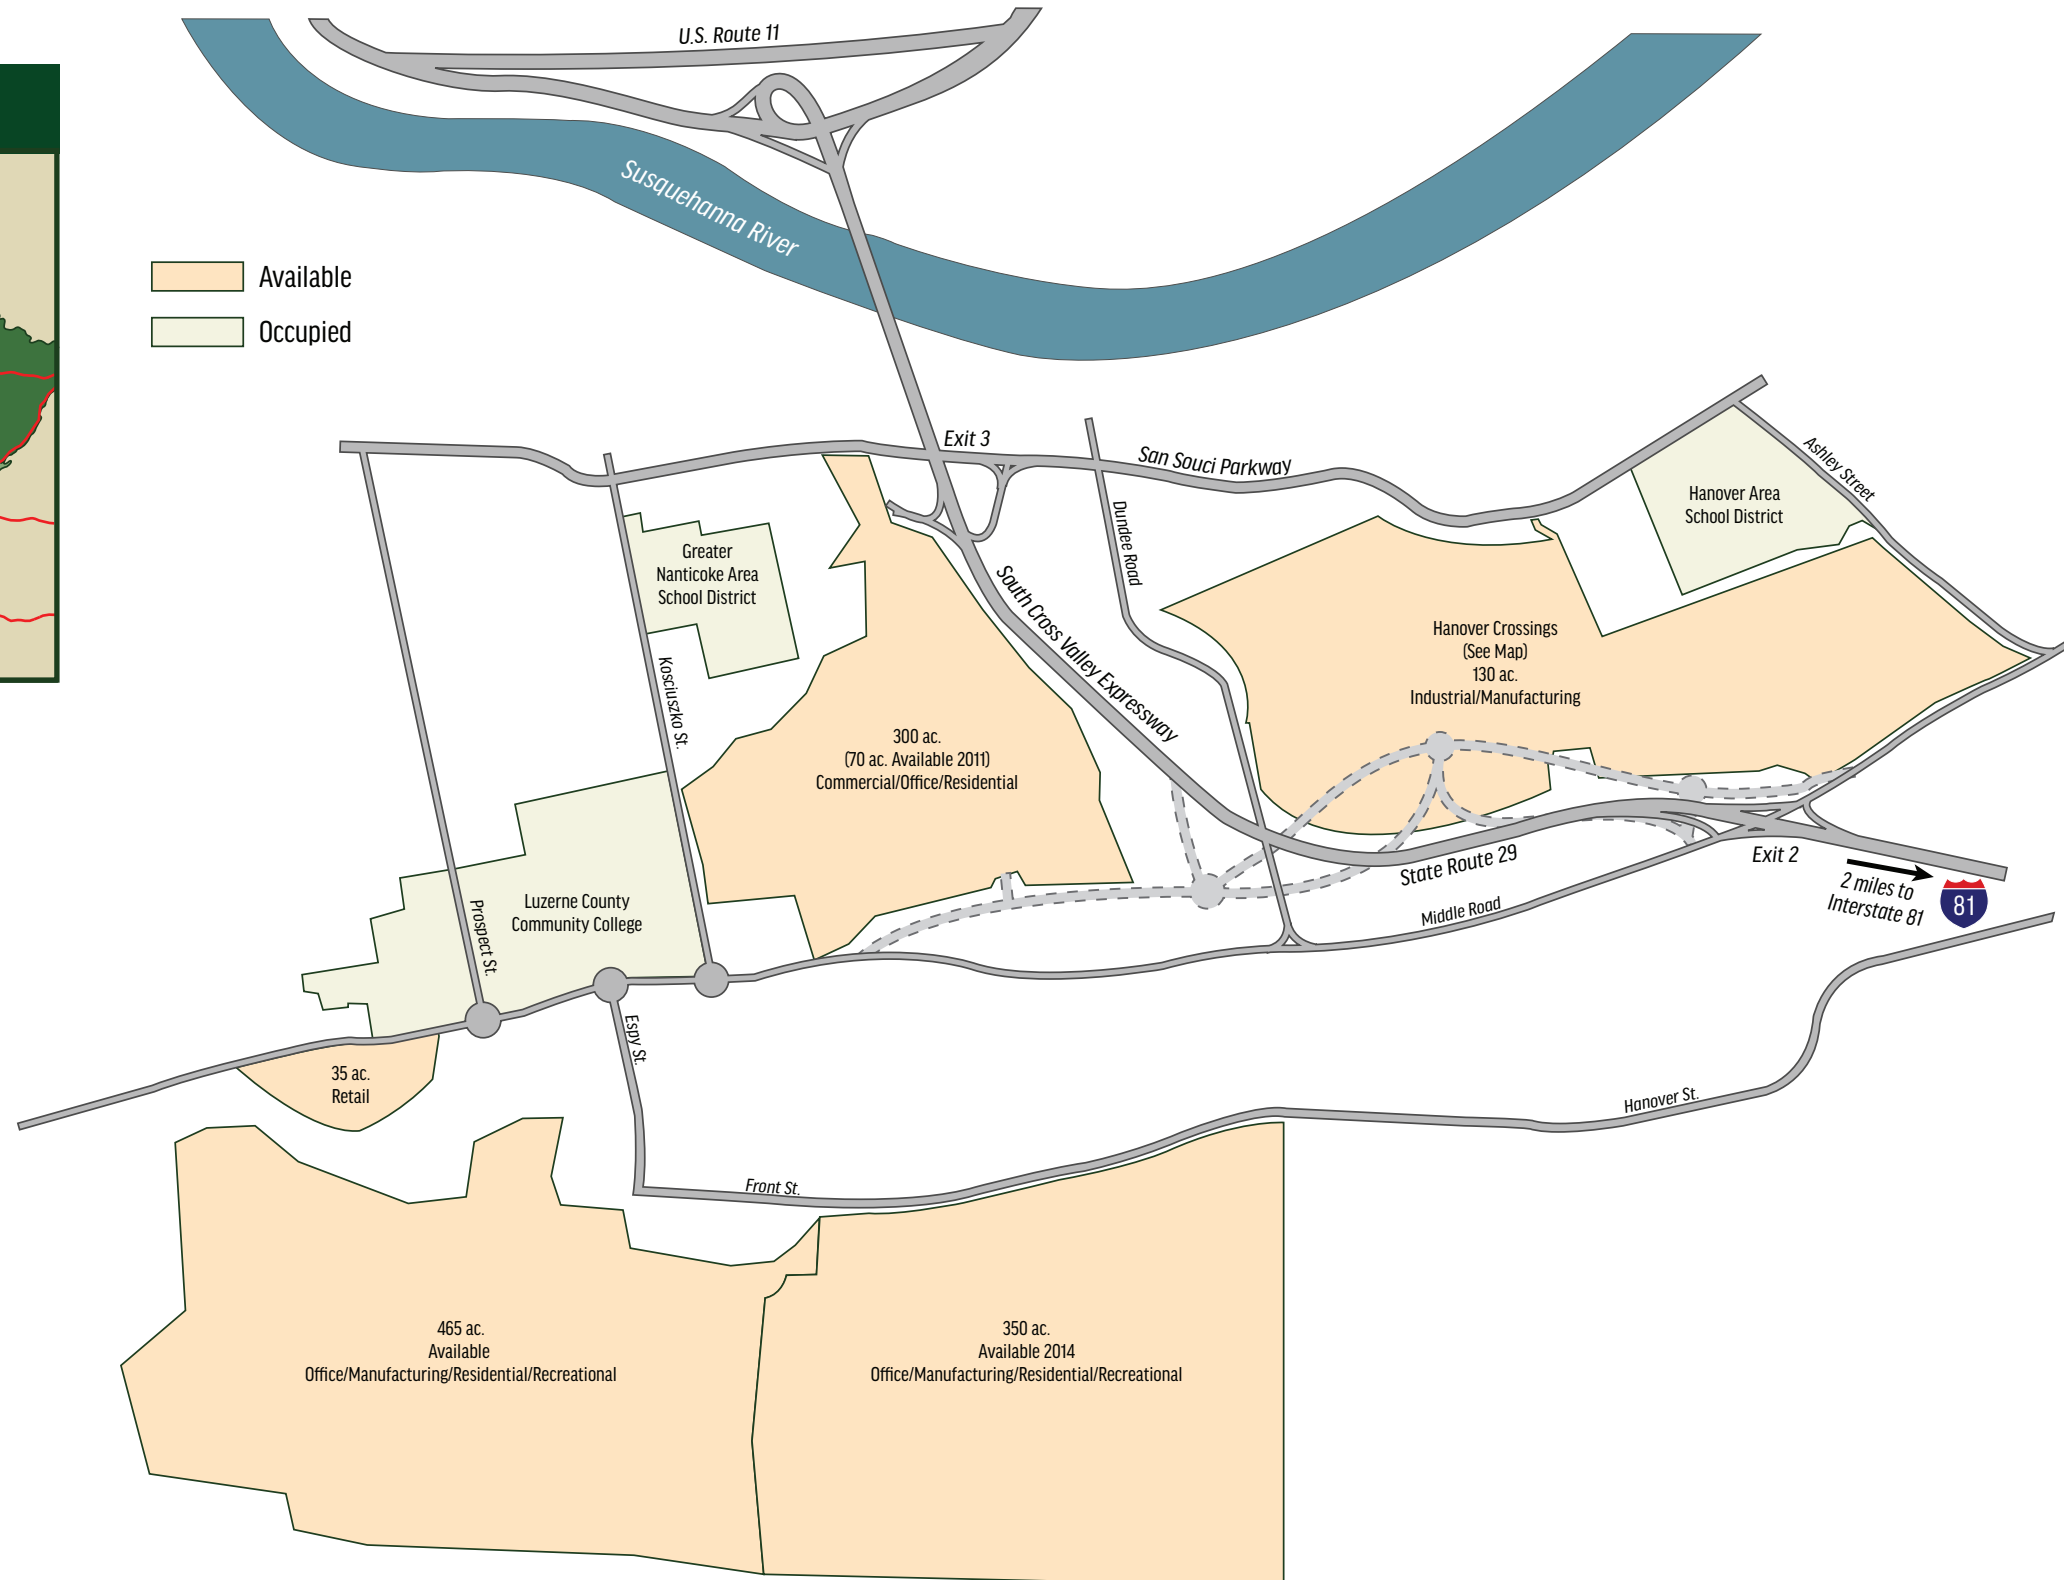 U.S. Route 11
Susquehanna River
Available
Occupied
Exit 3
San Souci Parkway
Ashley Street
Hanover Area
School District
Dundee Road
Greater
Nanticoke Area
School District
South Cross Valley Expressway
Hanover Crossings
(See Map)
130 ac.
Industrial/Manufacturing
Kosciuszko St.
300 ac.
(70 ac. Available 2011)
Commercial/Office/Residential
State Route 29
Exit 2
2 miles to
Interstate 81
81
Luzerne County
Community College
Prospect St.
Middle Road
Espy St.
35 ac.
Retail
Hanover St.
Front St.
465 ac.
Available
Office/Manufacturing/Residential/Recreational
350 ac.
Available 2014
Office/Manufacturing/Residential/Recreational